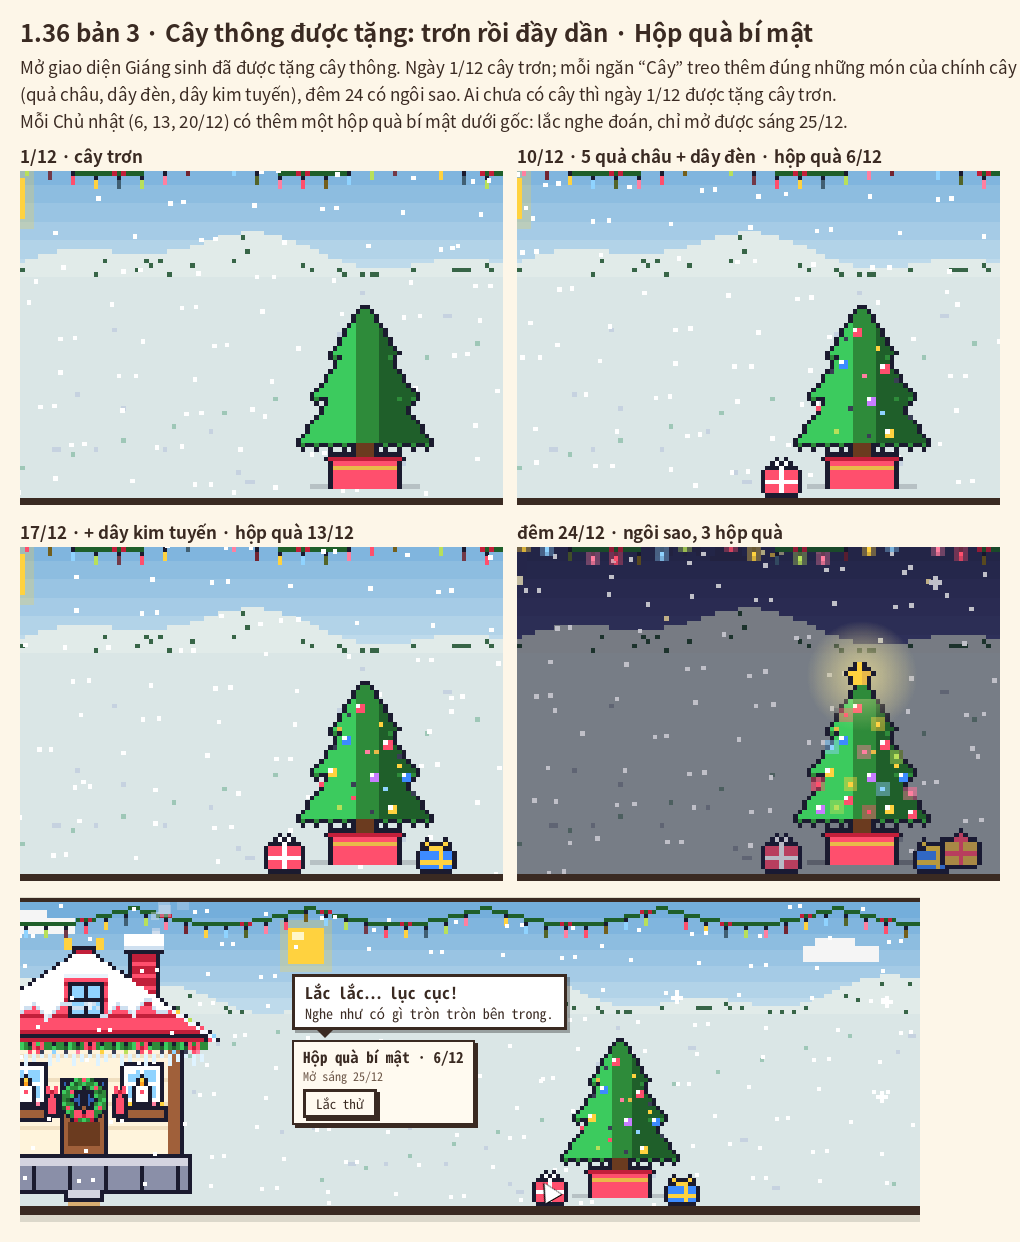 1.36 bản 3 · Cây thông được tặng: trơn rồi đầy dần · Hộp quà bí mật
Mở giao diện Giáng sinh đã được tặng cây thông. Ngày 1/12 cây trơn; mỗi ngăn “Cây” treo thêm đúng những món của chính cây
(quả châu, dây đèn, dây kim tuyến), đêm 24 có ngôi sao. Ai chưa có cây thì ngày 1/12 được tặng cây trơn.
Mỗi Chủ nhật (6, 13, 20/12) có thêm một hộp quà bí mật dưới gốc: lắc nghe đoán, chỉ mở được sáng 25/12.
1/12 · cây trơn
10/12 · 5 quả châu + dây đèn · hộp quà 6/12
17/12 · + dây kim tuyến · hộp quà 13/12
đêm 24/12 · ngôi sao, 3 hộp quà
Lắc lắc... lục cục!
Nghe như có gì tròn tròn bên trong.
Hộp quà bí mật · 6/12
Mở sáng 25/12
Lắc thử